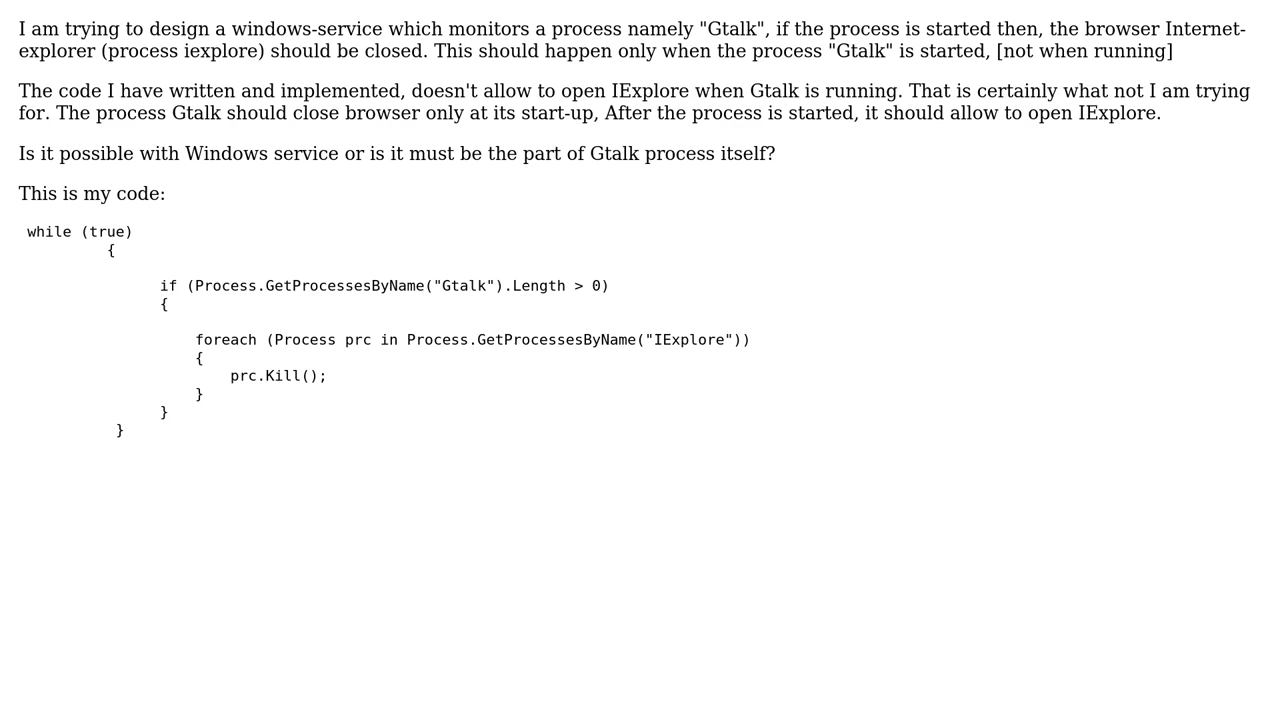 I am trying to design a windows-service which monitors a process namely "Gtalk", if the process is started then, the browser Internet-
explorer (process iexplore) should be closed. This should happen only when the process "Gtalk" is started, [not when running]
The code I have written and implemented, doesn't allow to open IExplore when Gtalk is running. That is certainly what not I am trying
for. The process Gtalk should close browser only at its start-up, After the process is started, it should allow to open IExplore.
Is it possible with Windows service or is it must be the part of Gtalk process itself?
This is my code:
while (true)
{
if (Process.GetProcessesByName("Gtalk").Length > 0)
{
foreach (Process prc in Process.GetProcessesByName("IExplore"))
{
prc.Kill();
}
}
}